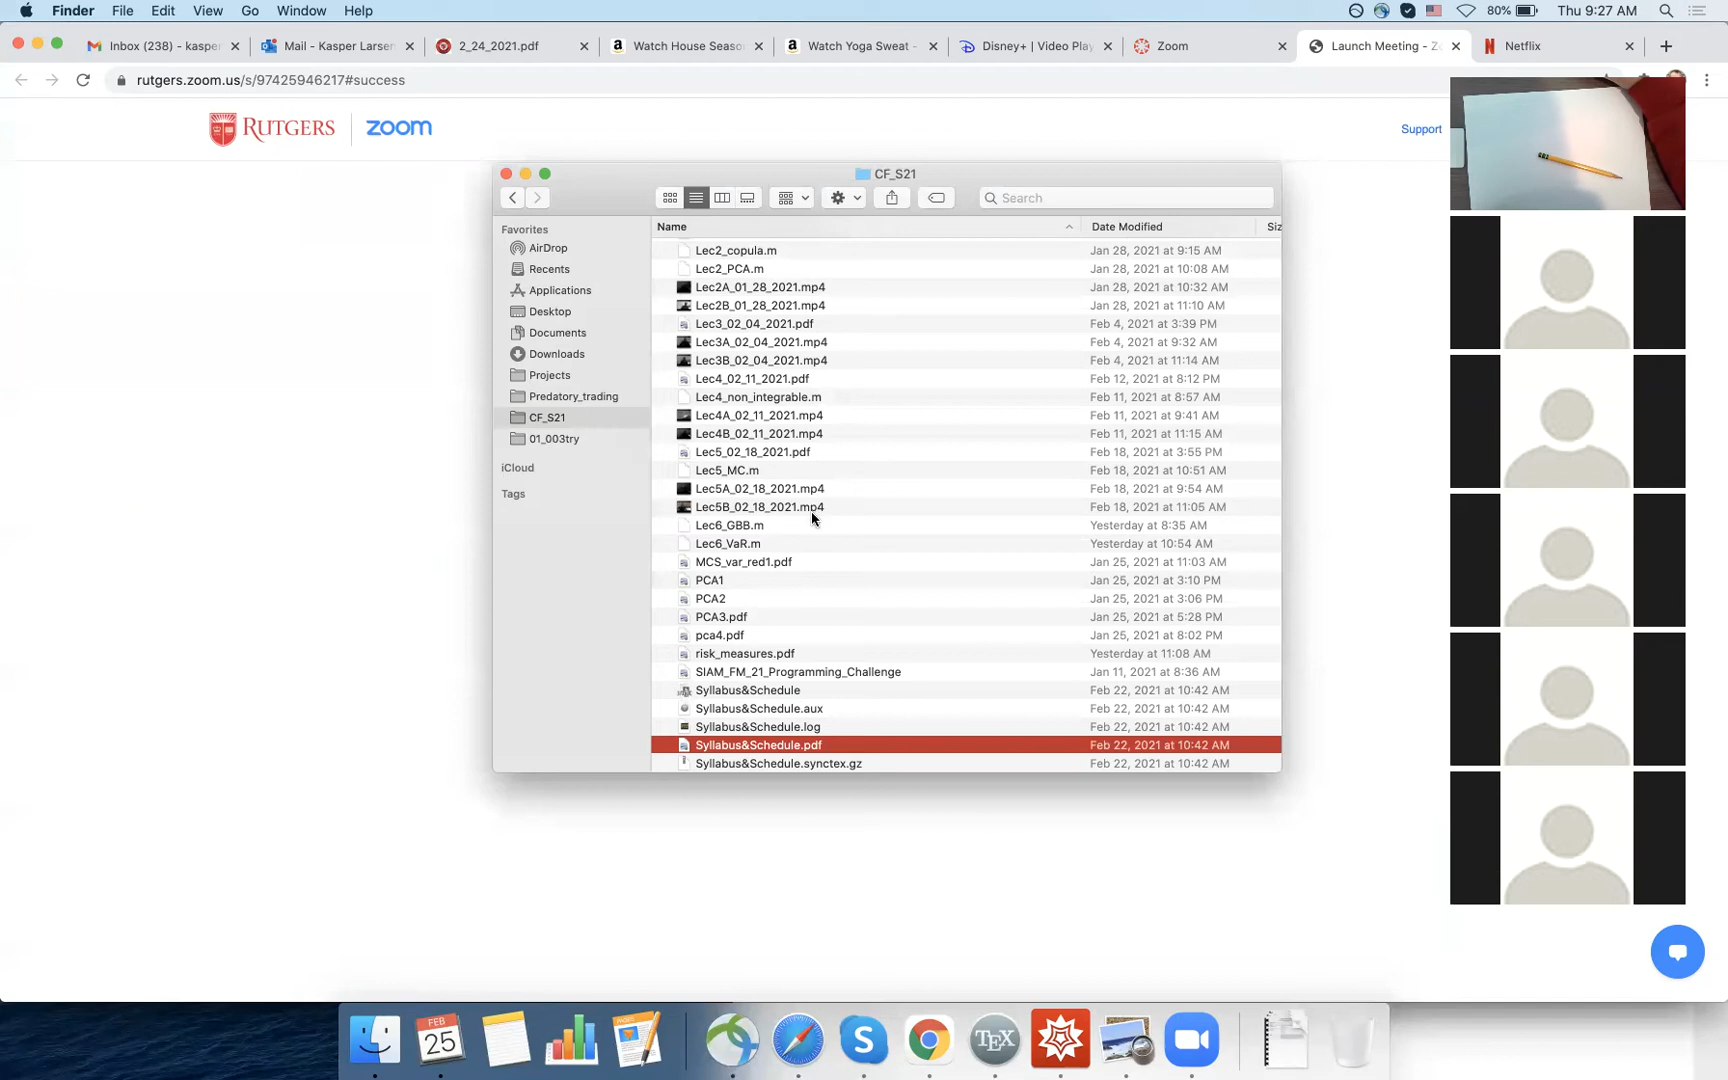 Finder File Edit View Go Window Help 80% Thu 9:27 AM
Inbox (238) - kasper Mail - Kasper Larsen 2_24_2021.pdf Watch House Seaso Watch Yoga Sweat - Disney+ | Video Play Zoom Launch Meeting - Zo Netflix
rutgers.zoom.us/s/97425946217#success
RUTGERS zoom Support
CF_S21
Search
Favorites
AirDrop
Recents
Applications
Desktop
Documents
Downloads
Projects
Predatory_trading
CF_S21
01_003try
iCloud
Tags
Name Date Modified Siz
Lec2_copula.m Jan 28, 2021 at 9:15 AM
Lec2_PCA.m Jan 28, 2021 at 10:08 AM
Lec2A_01_28_2021.mp4 Jan 28, 2021 at 10:32 AM
Lec2B_01_28_2021.mp4 Jan 28, 2021 at 11:10 AM
Lec3_02_04_2021.pdf Feb 4, 2021 at 3:39 PM
Lec3A_02_04_2021.mp4 Feb 4, 2021 at 9:32 AM
Lec3B_02_04_2021.mp4 Feb 4, 2021 at 11:14 AM
Lec4_02_11_2021.pdf Feb 12, 2021 at 8:12 PM
Lec4_non_integrable.m Feb 11, 2021 at 8:57 AM
Lec4A_02_11_2021.mp4 Feb 11, 2021 at 9:41 AM
Lec4B_02_11_2021.mp4 Feb 11, 2021 at 11:15 AM
Lec5_02_18_2021.pdf Feb 18, 2021 at 3:55 PM
Lec5_MC.m Feb 18, 2021 at 10:51 AM
Lec5A_02_18_2021.mp4 Feb 18, 2021 at 9:54 AM
Lec5B_02_18_2021.mp4 Feb 18, 2021 at 11:05 AM
Lec6_GBB.m Yesterday at 8:35 AM
Lec6_VaR.m Yesterday at 10:54 AM
MCS_var_red1.pdf Jan 25, 2021 at 11:03 AM
PCA1 Jan 25, 2021 at 3:10 PM
PCA2 Jan 25, 2021 at 3:06 PM
PCA3.pdf Jan 25, 2021 at 5:28 PM
pca4.pdf Jan 25, 2021 at 8:02 PM
risk_measures.pdf Yesterday at 11:08 AM
SIAM_FM_21_Programming_Challenge Jan 11, 2021 at 8:36 AM
Syllabus&Schedule Feb 22, 2021 at 10:42 AM
Syllabus&Schedule.aux Feb 22, 2021 at 10:42 AM
Syllabus&Schedule.log Feb 22, 2021 at 10:42 AM
Syllabus&Schedule.pdf Feb 22, 2021 at 10:42 AM
Syllabus&Schedule.synctex.gz Feb 22, 2021 at 10:42 AM
FEB
25
TEX